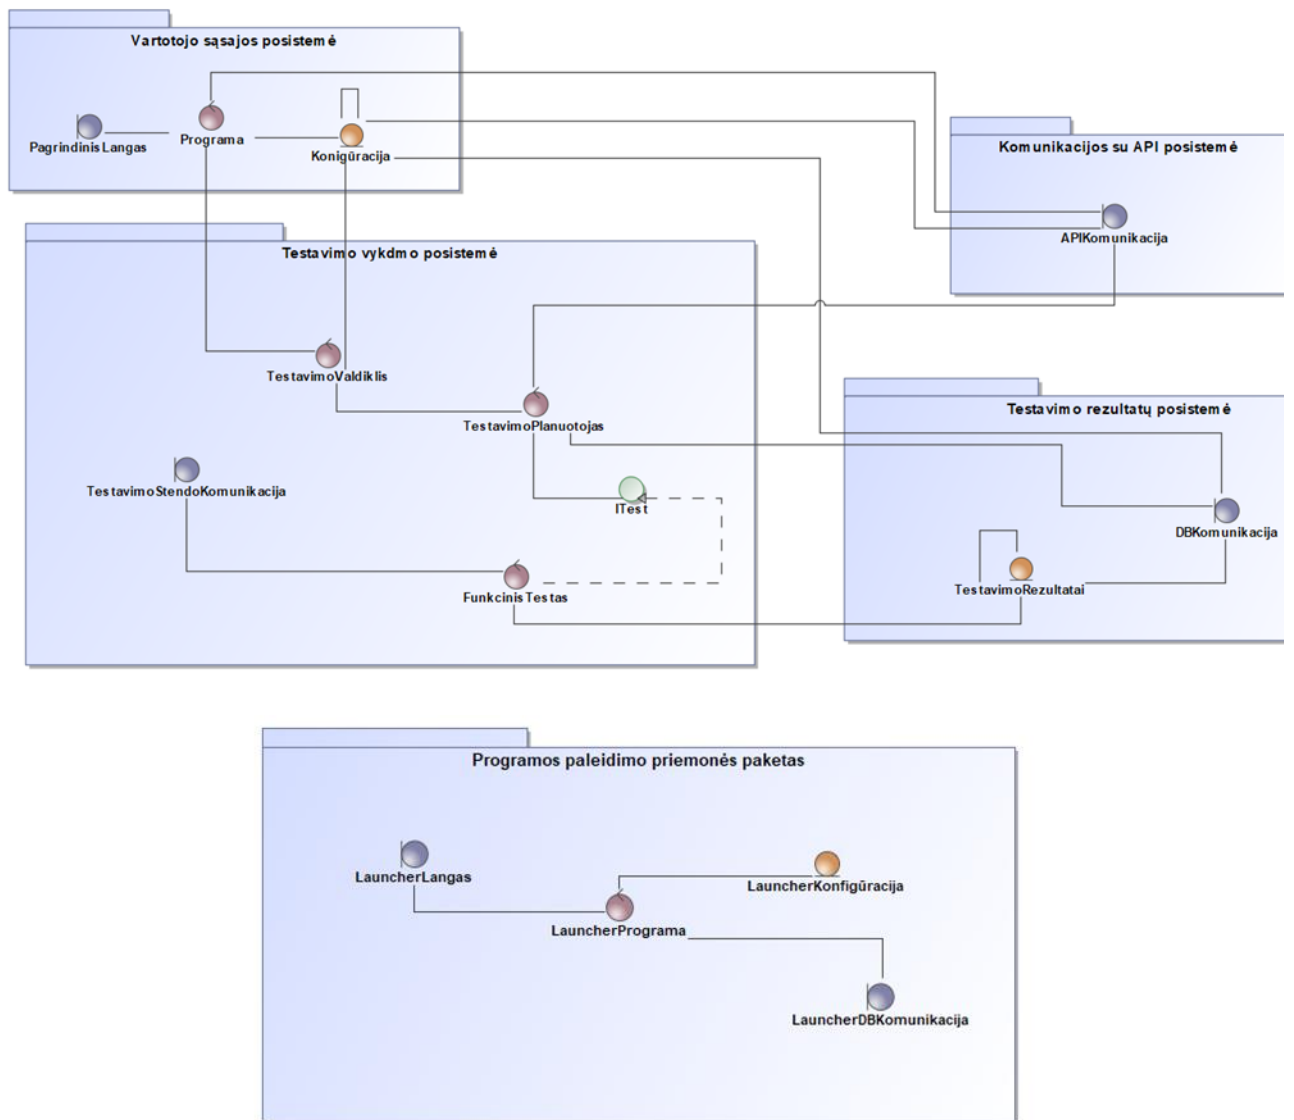 Vartotojo sąsajos posistemė
PagrindinisLangas
Programa
Konigūracija
Komunikacijos su API posistemė
APIKomunikacija
Testavimo vykdmo posistemė
TestavimoValdiklis
TestavimoPlanuotojas
TestavimoStendoKomunikacija
ITest
FunkcinisTestas
Testavimo rezultatų posistemė
DBKomunikacija
TestavimoRezultatai
Programos paleidimo priemonės paketas
LauncherLangas
LauncherKonfigūracija
LauncherPrograma
LauncherDBKomunikacija